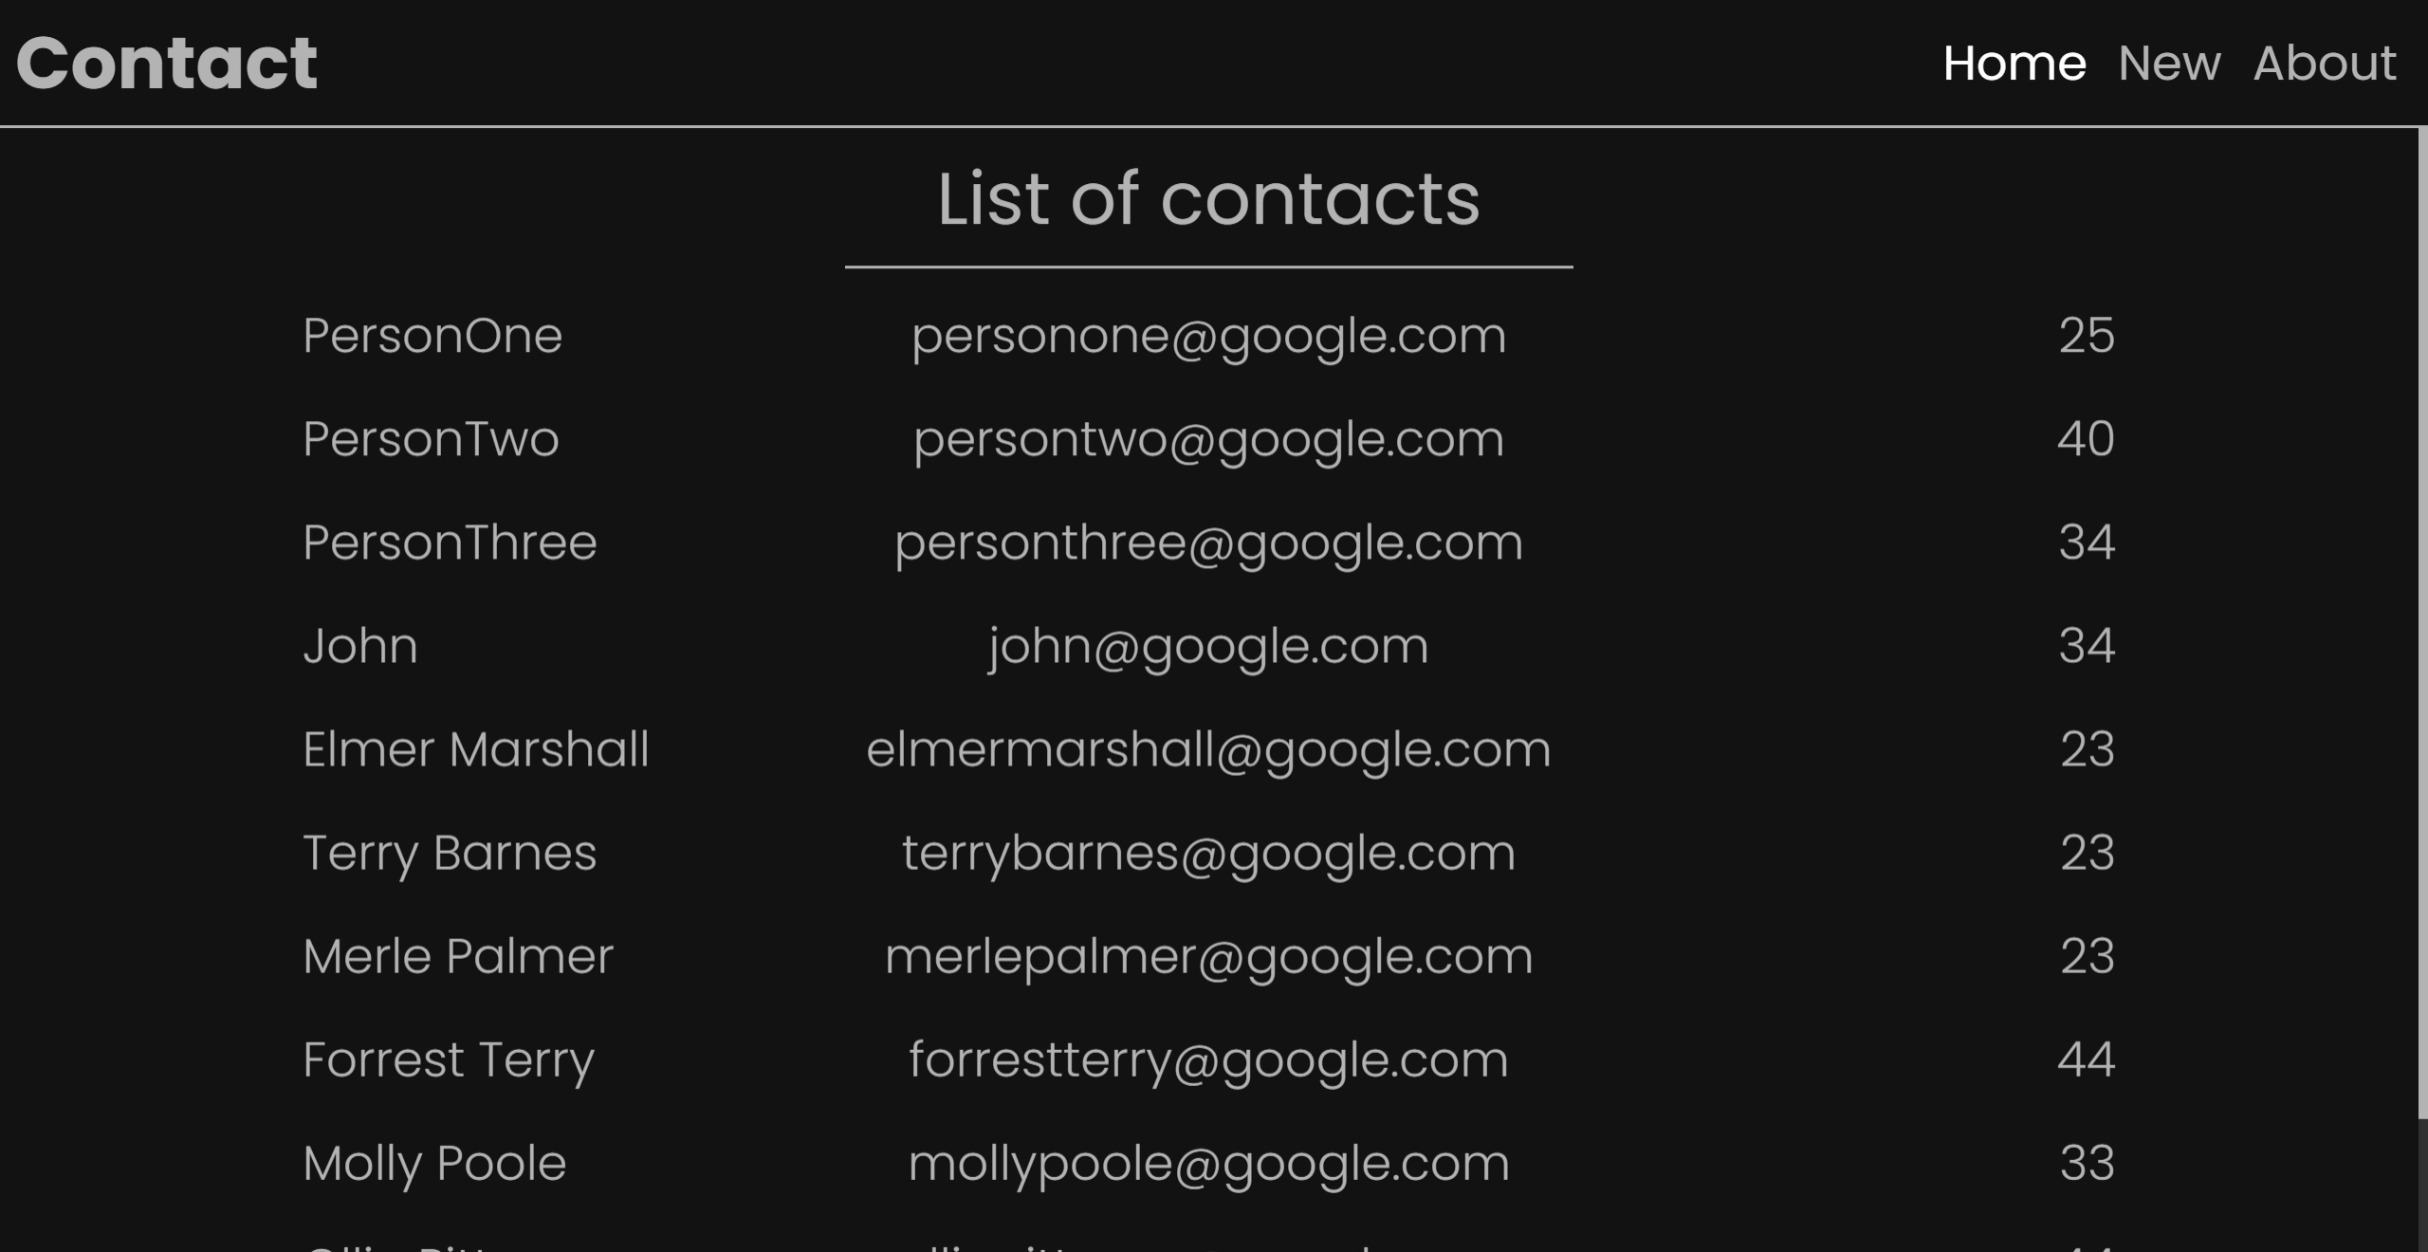 Contact Home New About
List of contacts
PersonOne personone@google.com 25
PersonTwo persontwo@google.com 40
PersonThree personthree@google.com 34
John john@google.com 34
Elmer Marshall elmermarshall@google.com 23
Terry Barnes terrybarnes@google.com 23
Merle Palmer merlepalmer@google.com 23
Forrest Terry forrestterry@google.com 44
Molly Poole mollypoole@google.com 33